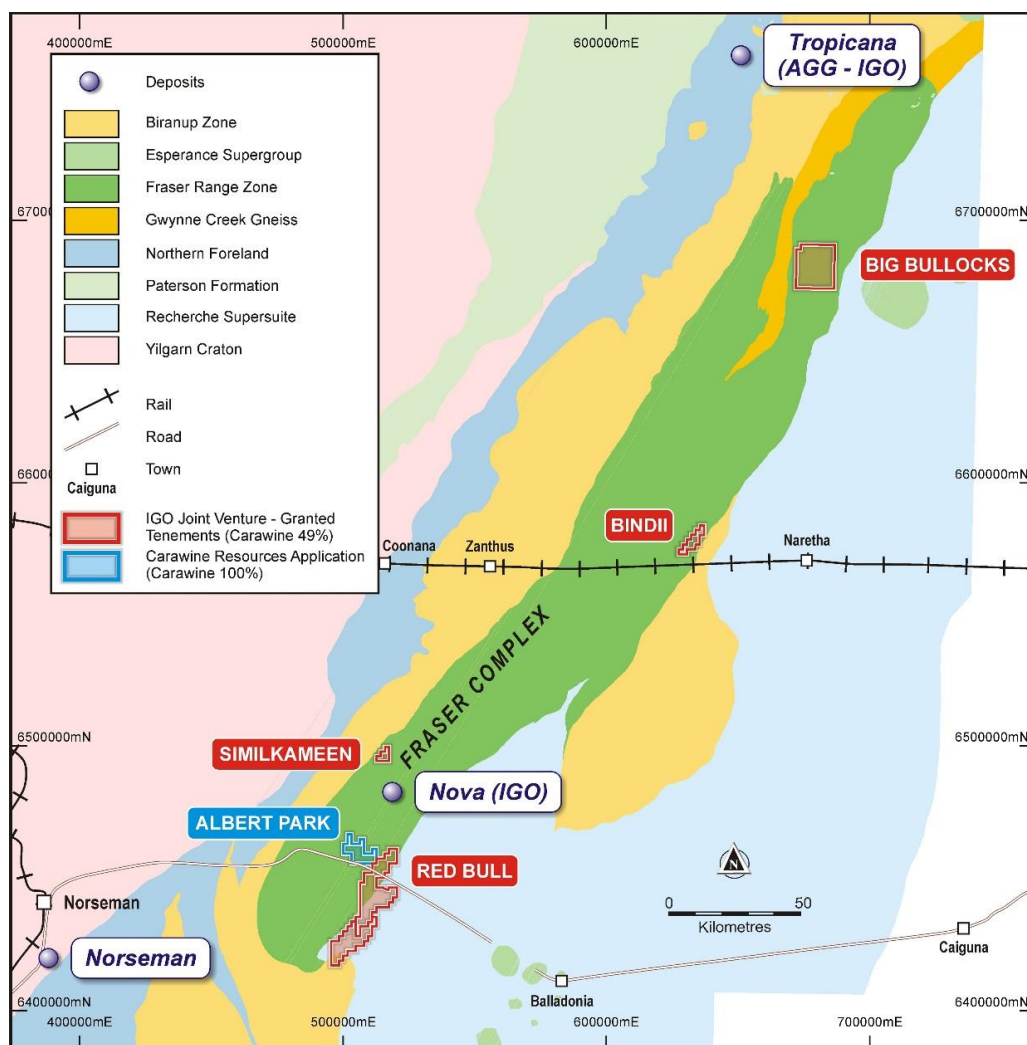 400000mE
500000mE
600000mE
Tropicana
(AGG - IGO)
Deposits
Biranup Zone
Esperance Supergroup
Fraser Range Zone
Gwynne Creek Gneiss
Northern Foreland
Paterson Formation
Recherche Supersuite
Yilgarn Craton
Rail
Road
Town
Caiguna
IGO Joint Venture - Granted
Tenements (Carawine 49%)
Carawine Resources Application
(Carawine 100%)
67000
6700000mN
BIG BULLOCKS
66000
6600000mN
BINDII
Coonana
Zanthus
Naretha
FRASER COMPLEX
6500000mN
6500000mN
SIMILKAMEEN
Nova (IGO)
ALBERT PARK
RED BULL
N
0
50
Kilometres
Norseman
Caiguna
Norseman
Balladonia
6400000mN
6400000mN
400000mE
500000mE
600000mE
700000mE